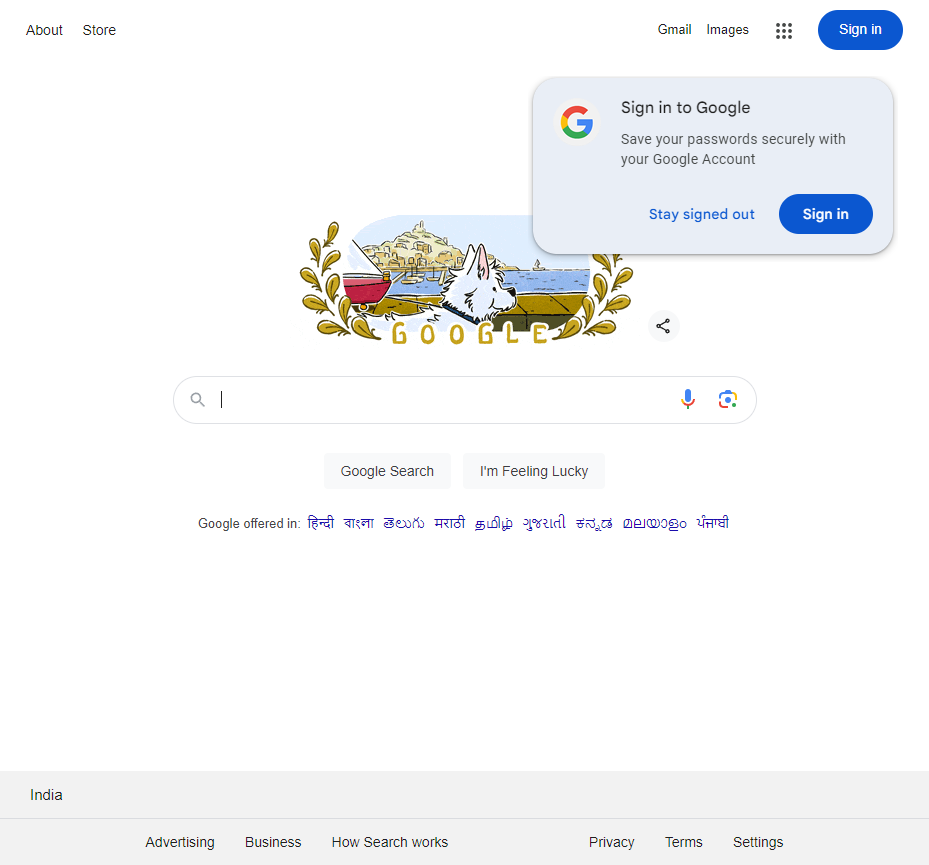 About Store Gmail Images Sign in
Sign in to Google
Save your passwords securely with
your Google Account
Stay signed out Sign in
GOOGLE
Google Search I'm Feeling Lucky
Google offered in: हिन्दी বাংলা తెలుగు मराठी தமிழ் ગુજરાતી ಕನ್ನಡ മലയാളം ਪੰਜਾਬੀ
India
Advertising Business How Search works Privacy Terms Settings